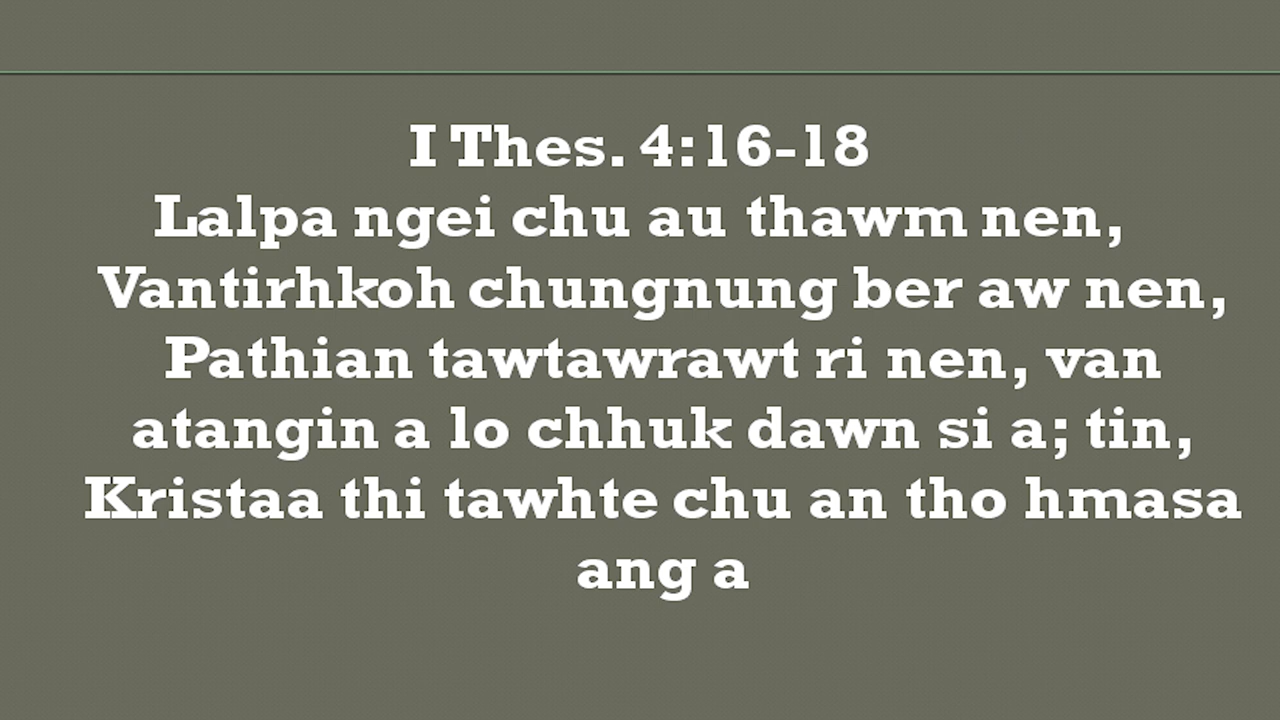 I Thes. 4:16-18
Lalpa ngei chu au thawm nen,
Vantirhkoh chungnung ber aw nen,
Pathian tawtawrawt ri nen, van
atangin a lo chhuk dawn si a; tin,
Kristaa thi tawhte chu an tho hmasa
ang a